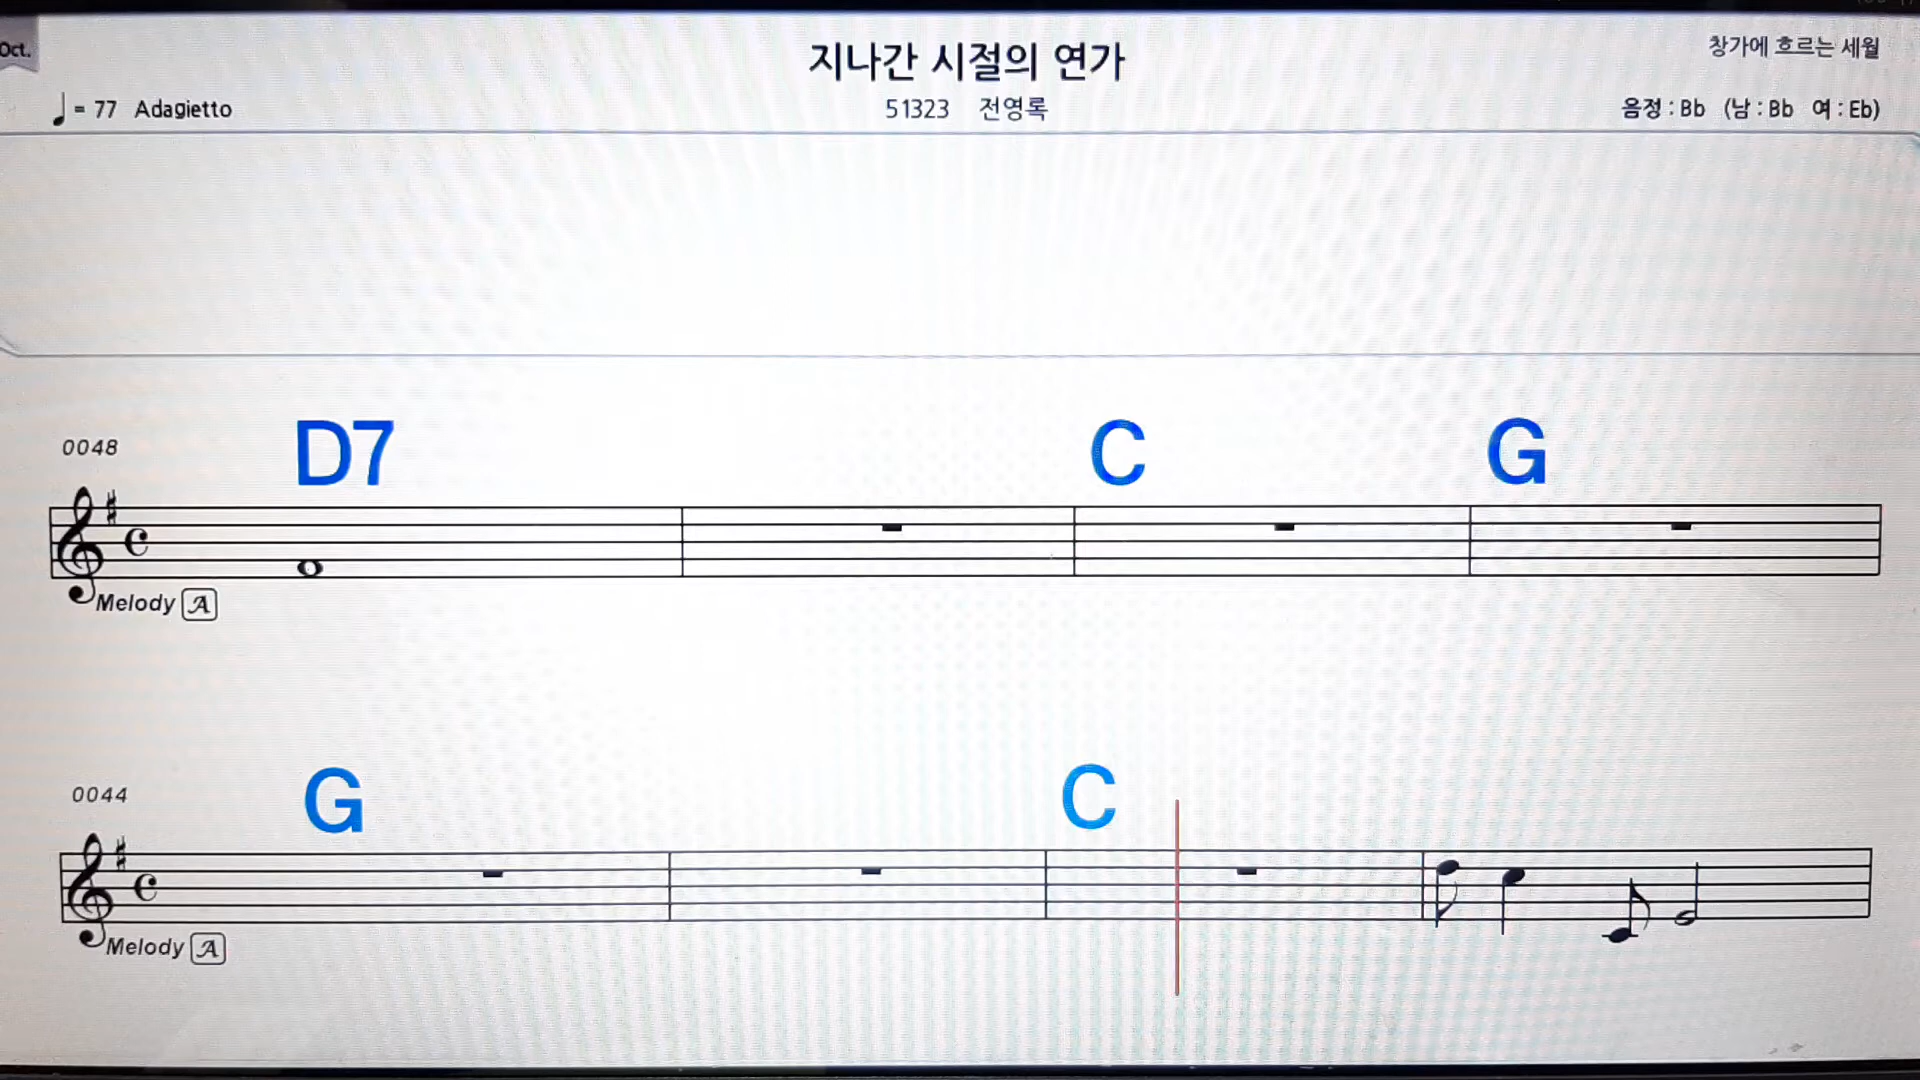 Oct.
지나간 시절의 연가
창가에 흐르는 세월
= 77 Adagietto
51323 전영록
음정 : Bb (남 : Bb 여 : Eb)
D7 C G
0048
Melody A
G C
0044
Melody A